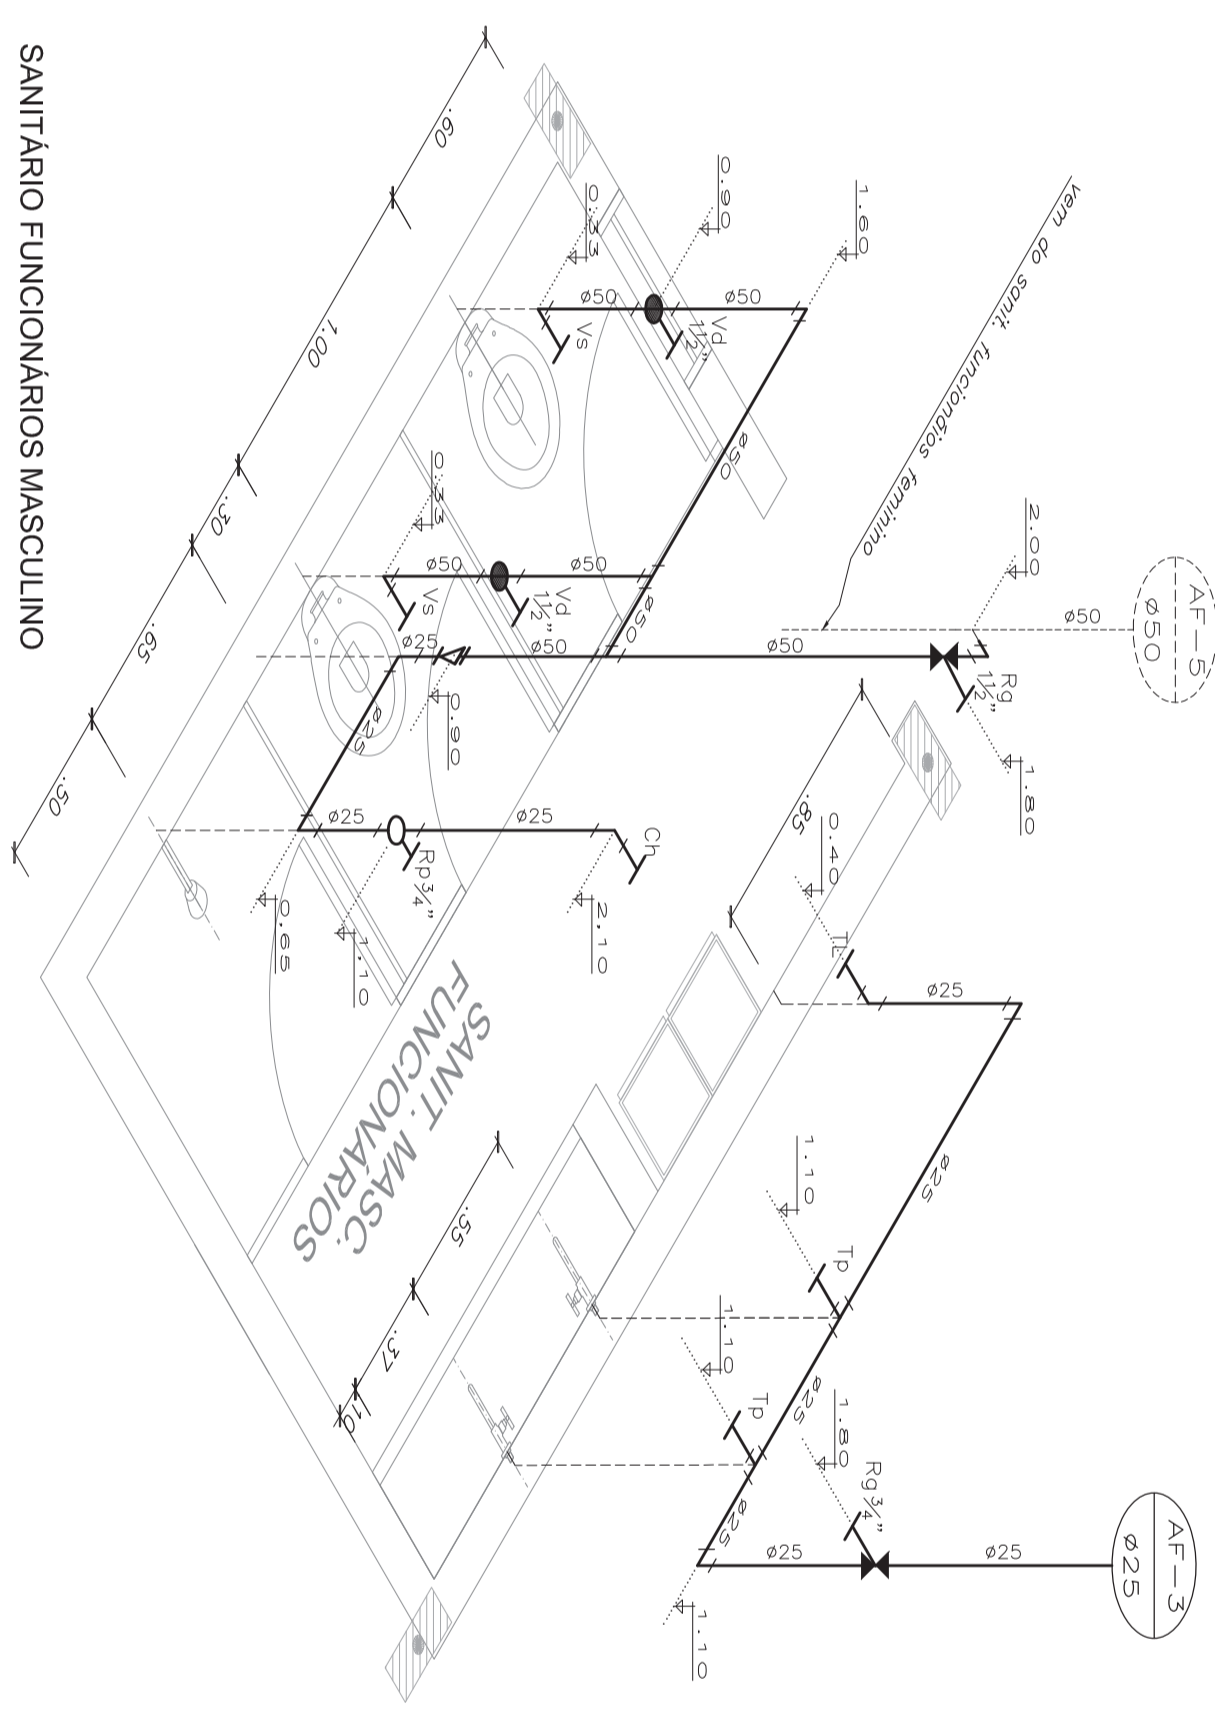 SANITÁRIO FUNCIONÁRIOS MASCULINO
AF-5
ø50
AF-3
ø25
vem do sanit. funcionários feminino
1.60
0.90
0.33
ø50
ø50
Vd
1½"
Vs
ø50
2.00
ø50
ø50
Rg
1½"
1.80
0.33
ø50
ø50
Vd
1½"
Vs
ø50
ø50
ø25
0.90
ø25
ø25
ø25
Rp¾"
Ch
2,10
1,10
0,65
.60
1.00
.30
.65
.50
.85
0.40
TL
ø25
ø25
1.10
Tp
ø25
1.10
Tp
ø25
1.80
Rg¾"
ø25
ø25
1.10
.55
.37
.10
SANIT. MASC.
FUNCIONÁRIOS